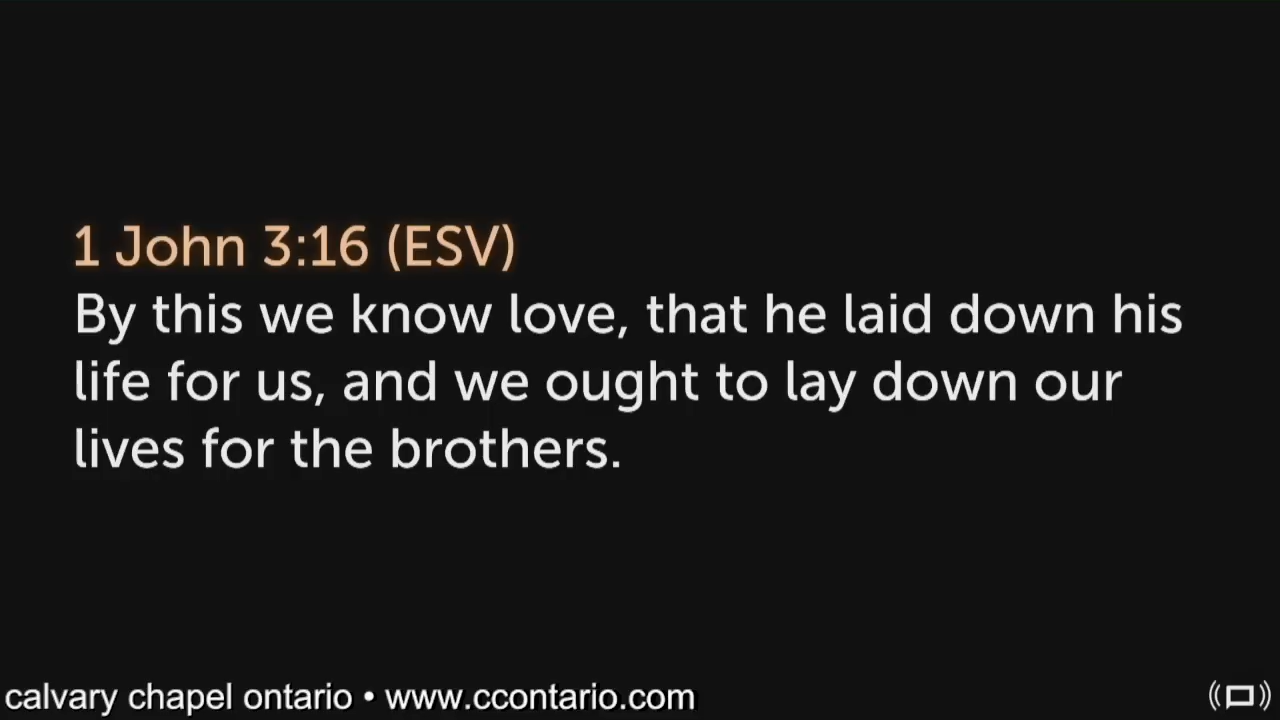 1 John 3:16 (ESV)
By this we know love, that he laid down his
life for us, and we ought to lay down our
lives for the brothers.
calvary chapel ontario • www.ccontario.com